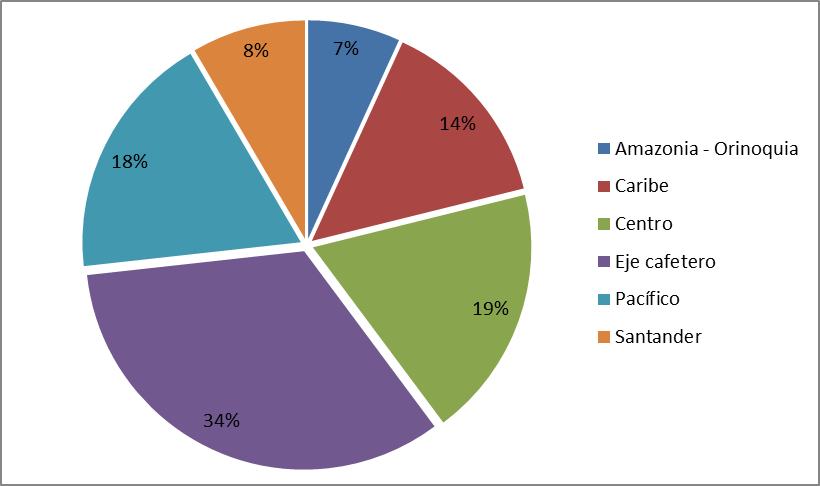 7%
14%
19%
34%
18%
8%
Amazonia - Orinoquia
Caribe
Centro
Eje cafetero
Pacífico
Santander